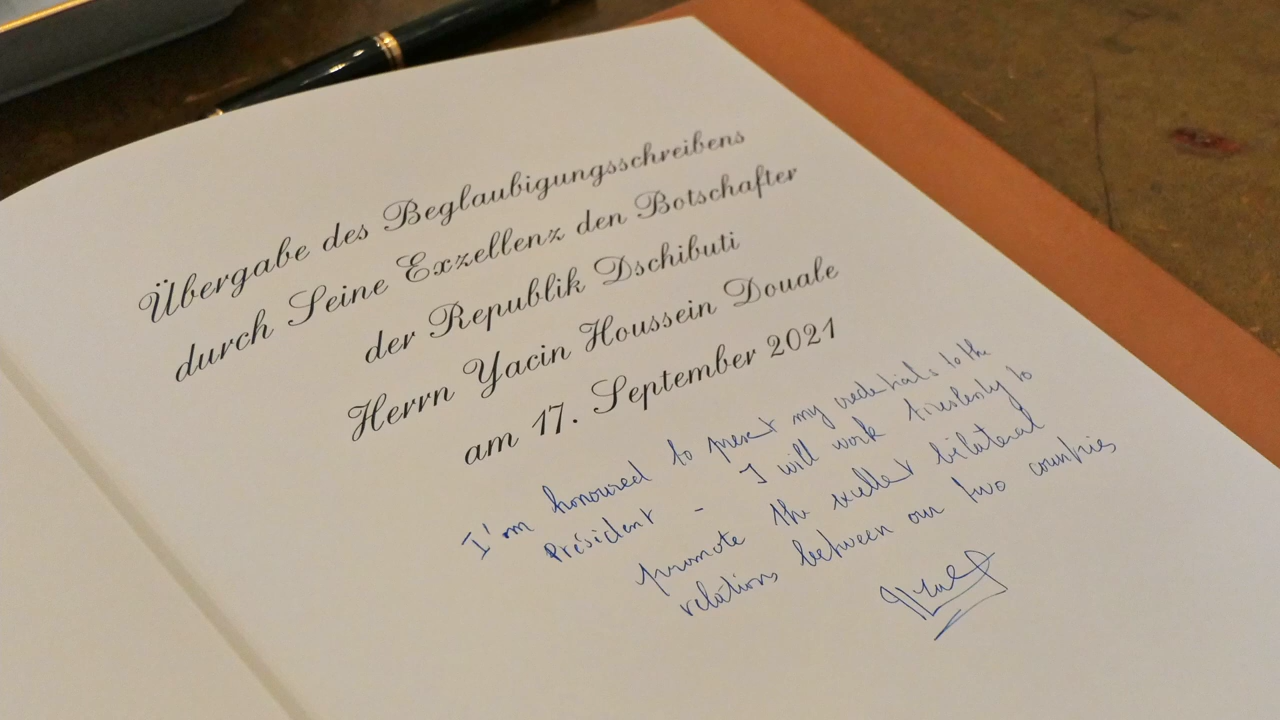 Übergabe des Beglaubigungsschreibens
durch Seine Exzellenz den Botschafter
der Republik Dschibuti
Herrn Yacin Houssein Douale
am 17. September 2021
I'm honoured to present my credentials to the
Président - I will work tirelessly to
promote the excellent bilateral
relations between our two countries